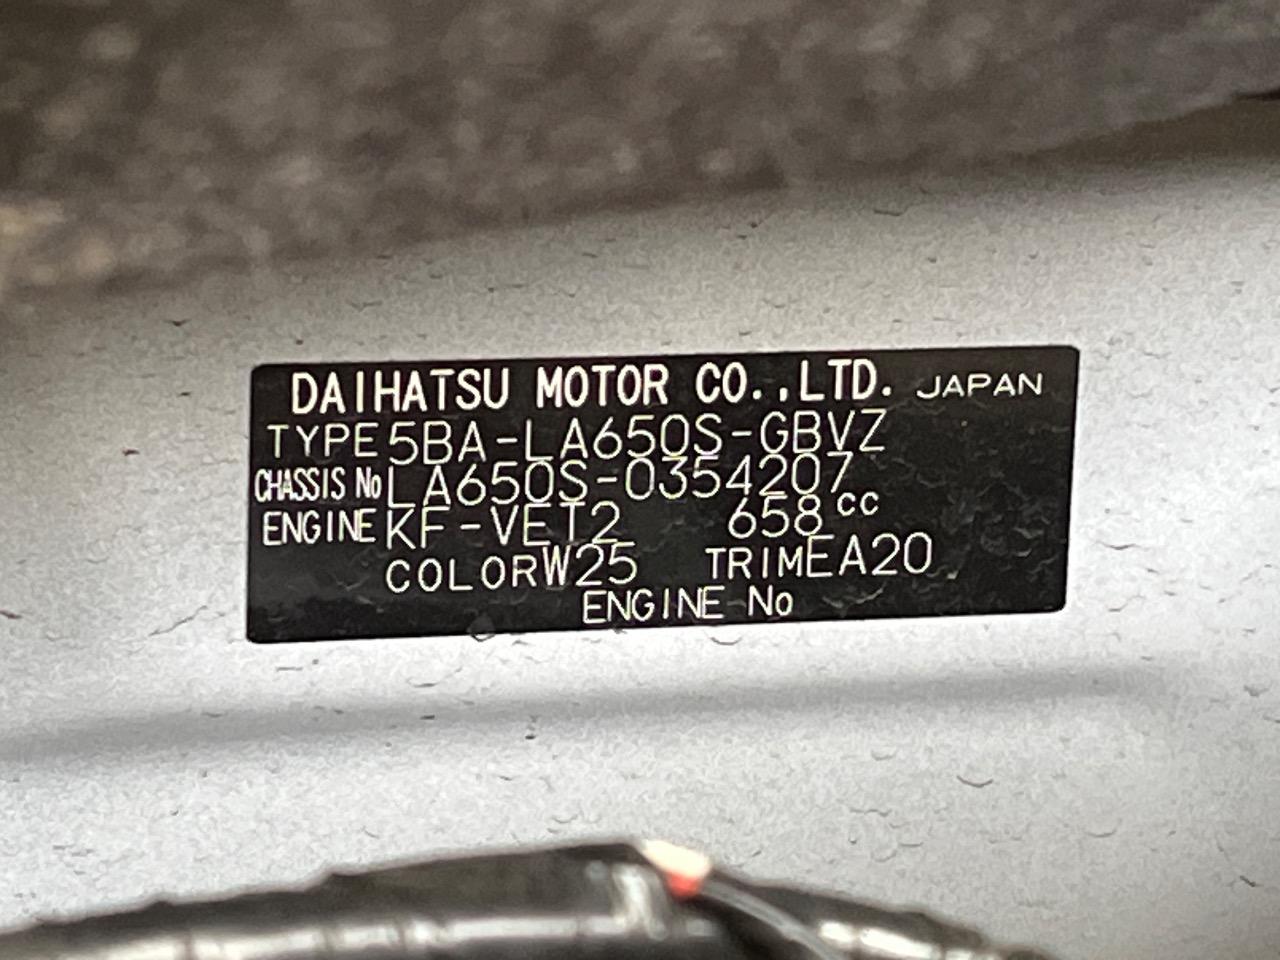 DAIHATSU MOTOR CO.,LTD. JAPAN
TYPE 5BA-LA650S-GBVZ
CHASSIS No LA650S-0354207
ENGINE KF-VET2 658cc
COLOR W25 TRIM EA20
ENGINE No